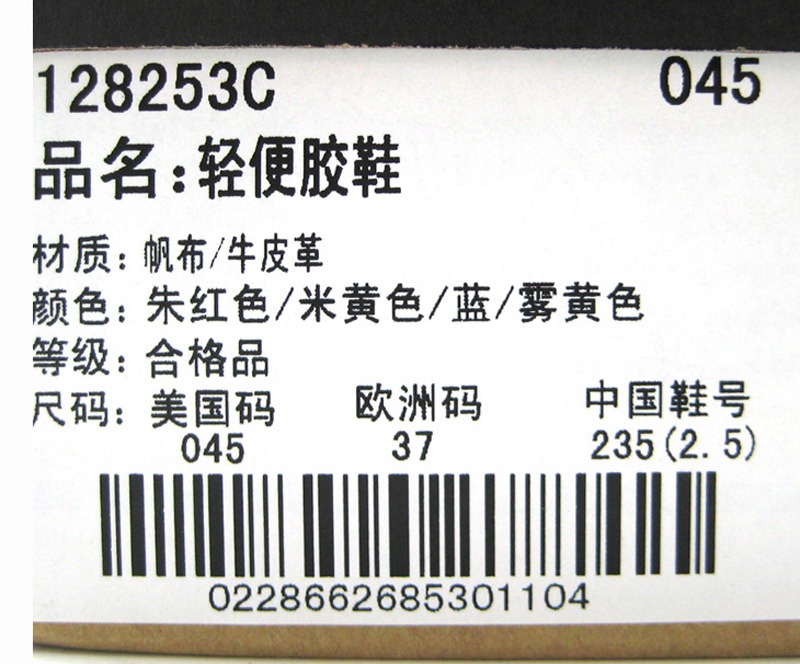 128253C 045
品名:轻便胶鞋
材质: 帆布/牛皮革
颜色: 朱红色/米黄色/蓝/雾黄色
等级: 合格品
尺码: 美国码 欧洲码 中国鞋号
045 37 235(2.5)
0228662685301104